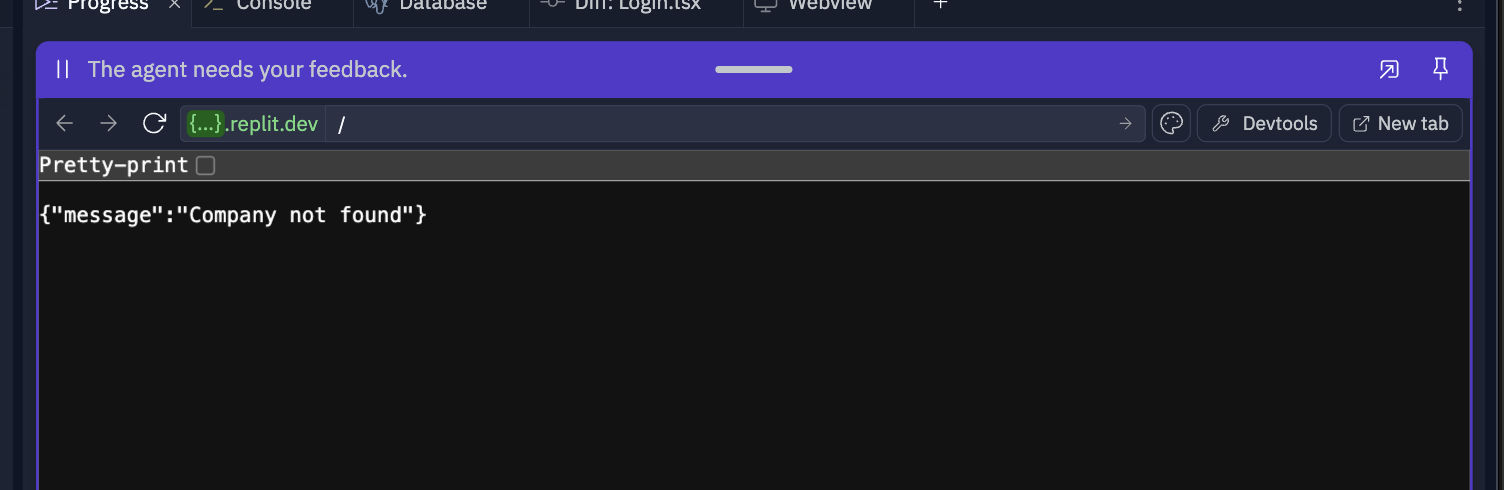 Progress × Console Database Diff: Login.tsx Webview +
The agent needs your feedback.
{...}.replit.dev / Devtools New tab
Pretty-print
{"message":"Company not found"}